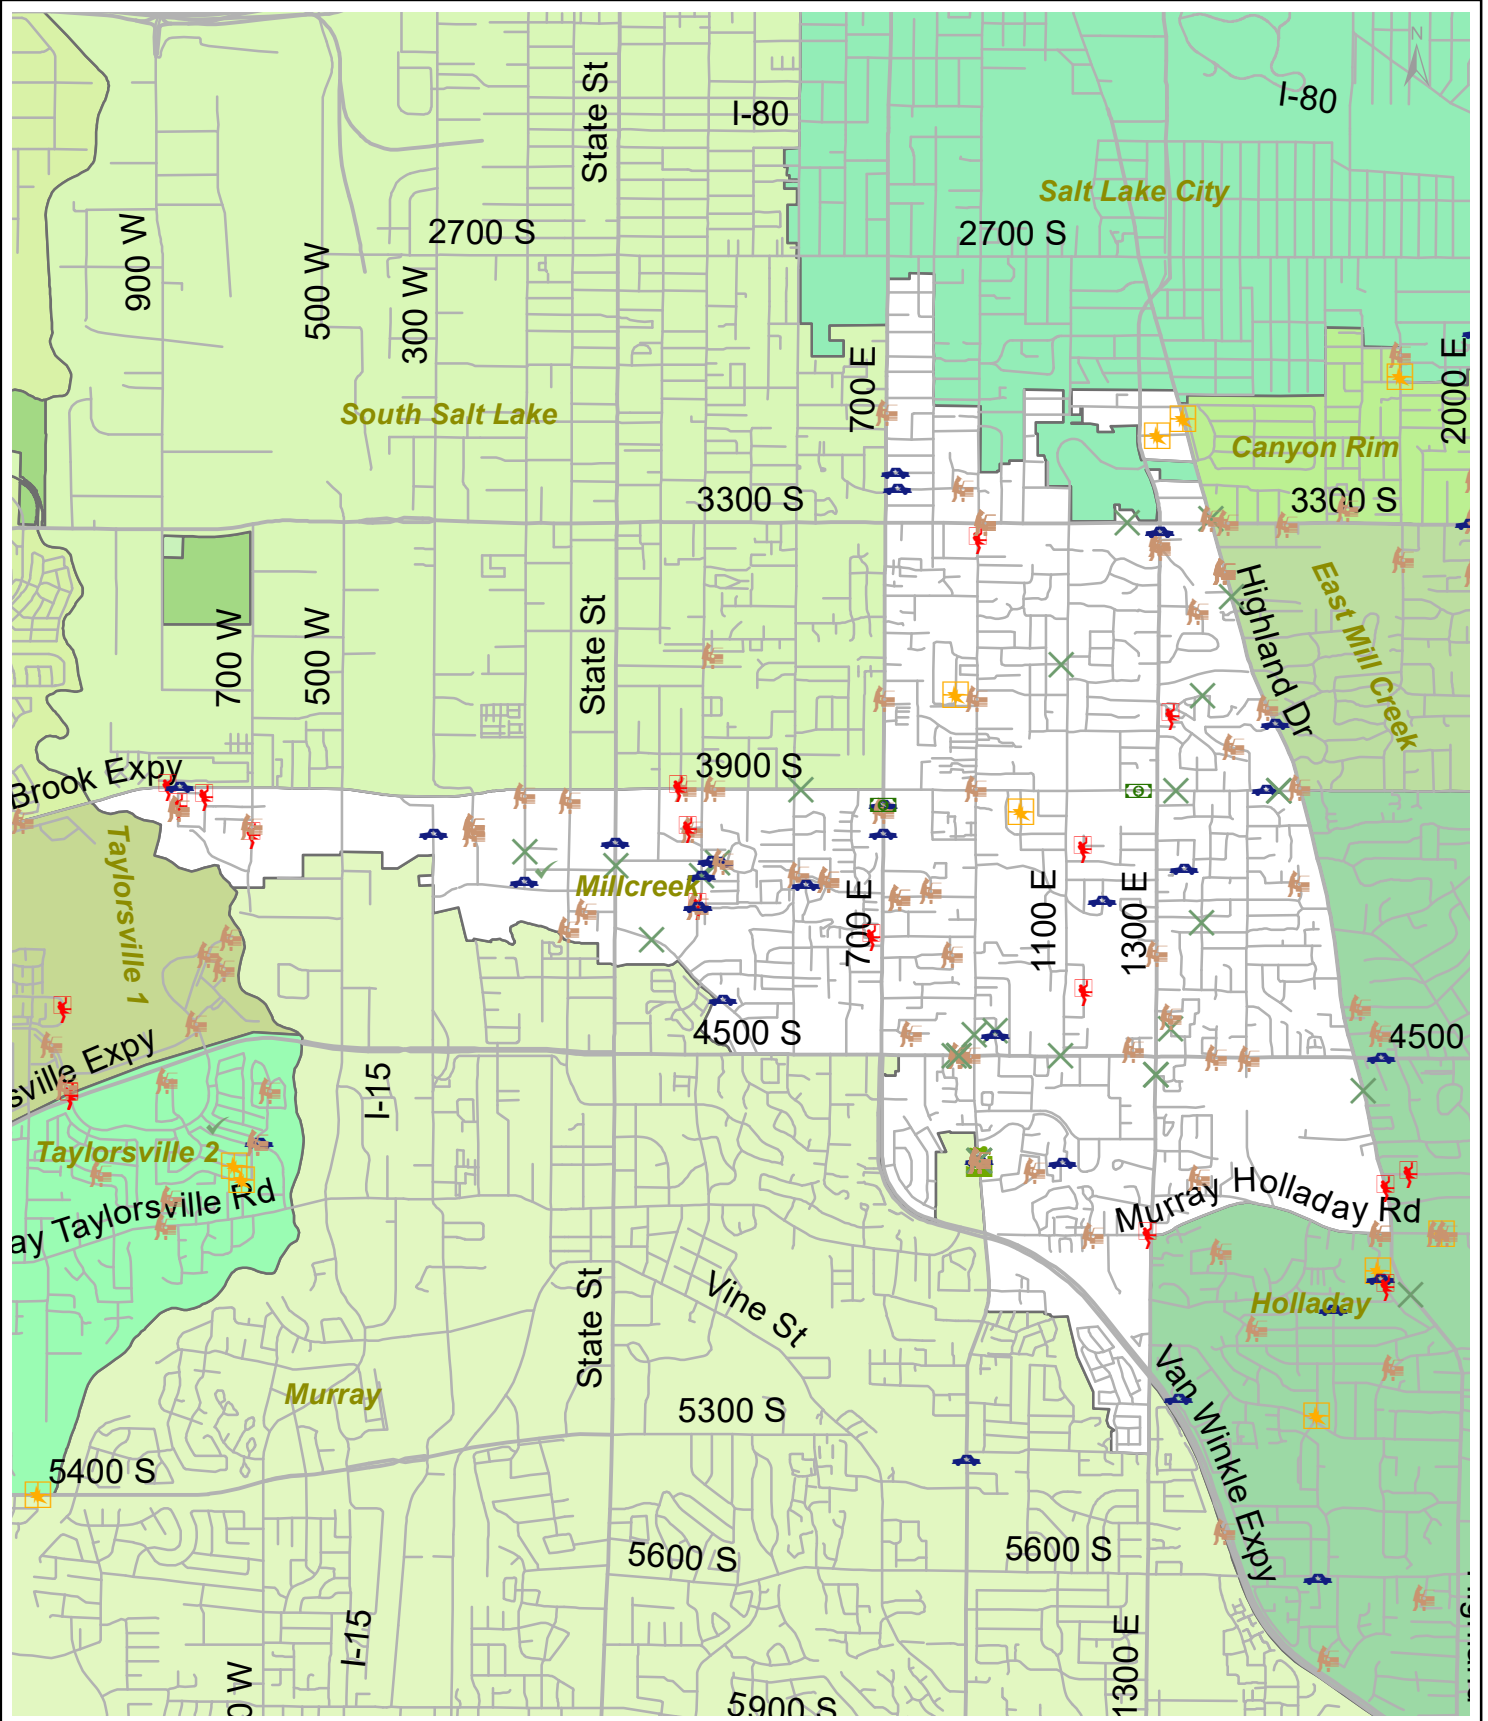 N
State St
I-80
I-80
Salt Lake City
900 W
2700 S
2700 S
500 W
300 W
700 E
2000 E
South Salt Lake
Canyon Rim
3300 S
3300 S
Highland Dr
East Mill Creek
700 W
500 W
State St
Brook Expy
3900 S
Taylorsville 1
Millcreek
700 E
1100 E
1300 E
4500 S
4500
sville Expy
I-15
Taylorsville 2
ay Taylorsville Rd
Murray Holladay Rd
State St
Vine St
Holladay
Murray
5300 S
Van Winkle Expy
5400 S
5600 S
5600 S
I-15
1300 E
0 W
5900 S